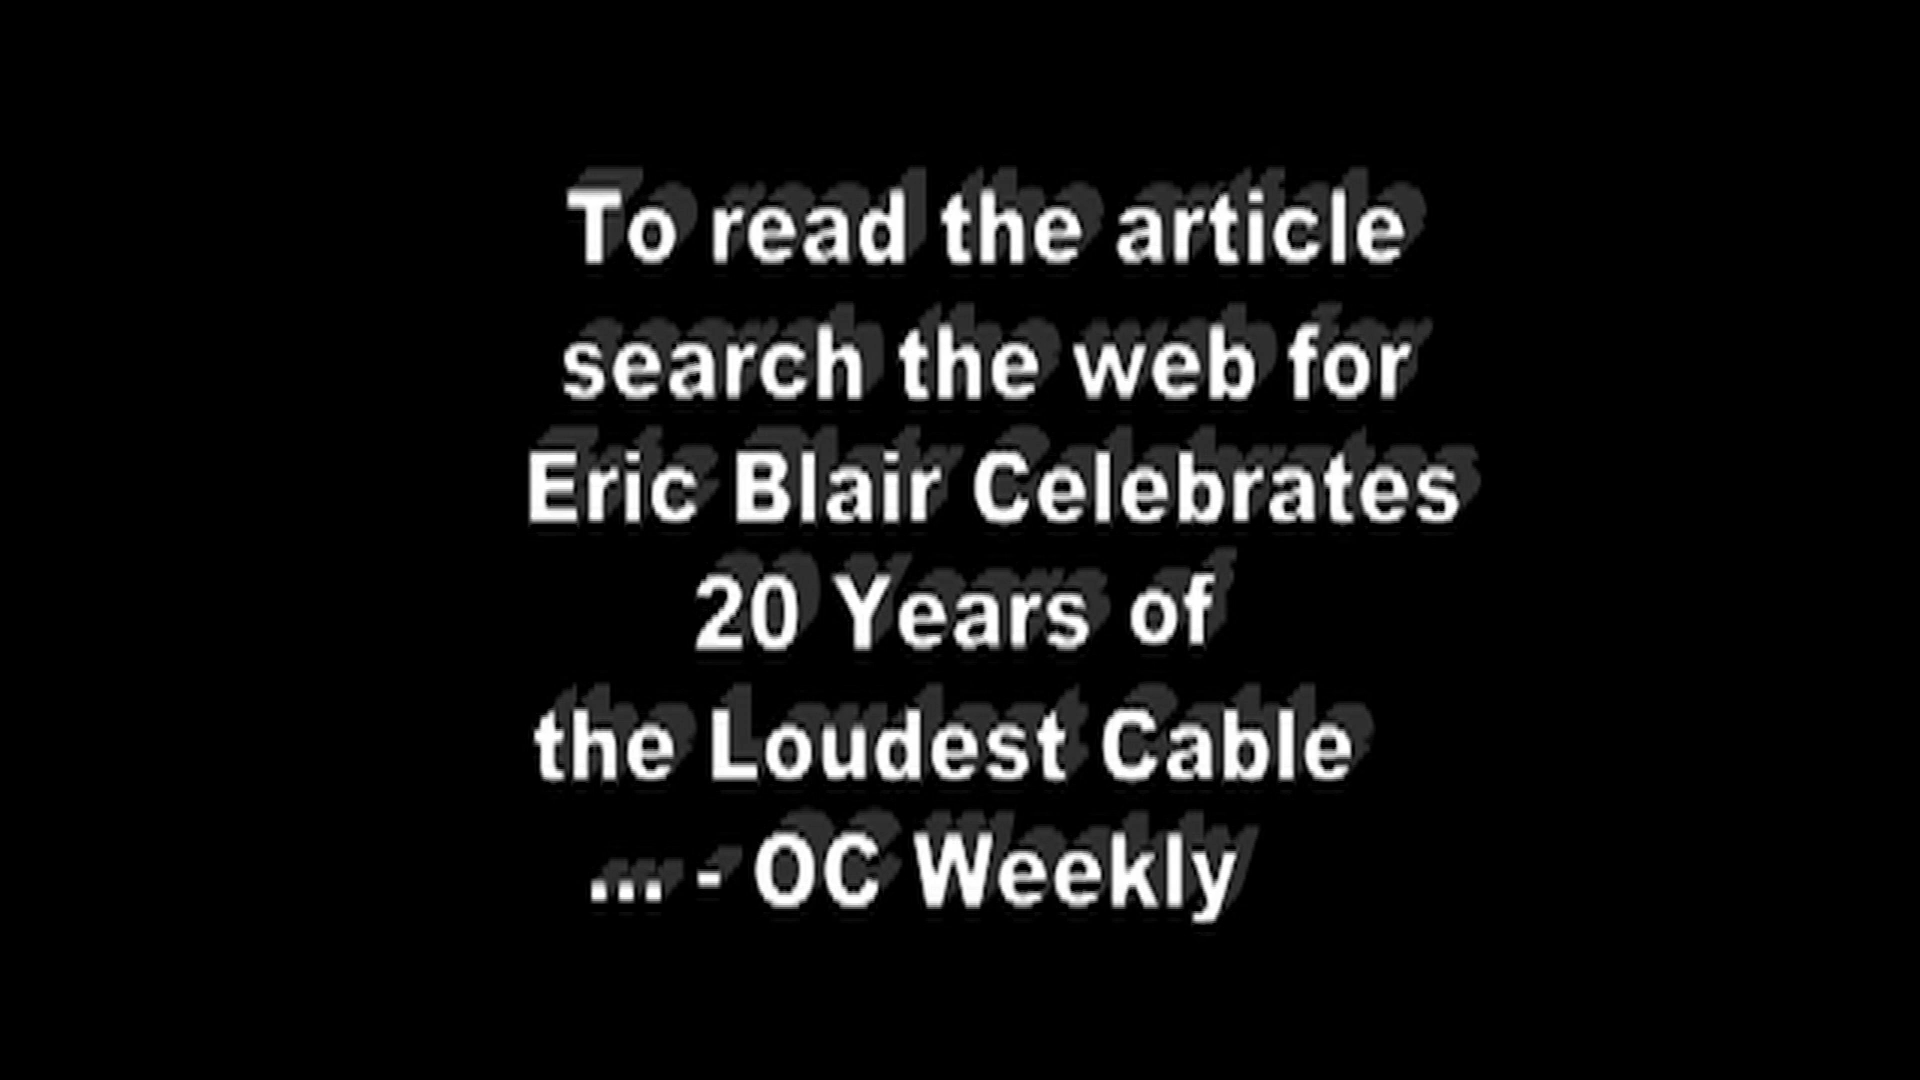 To read the article
search the web for
Eric Blair Celebrates
20 Years of
the Loudest Cable
... - OC Weekly